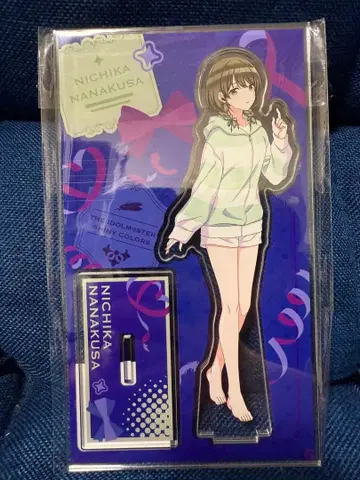 NICHIKA
NANAKUSA
THE IDOLM@STER
SHINY COLORS
NICHIKA
NANAKUSA